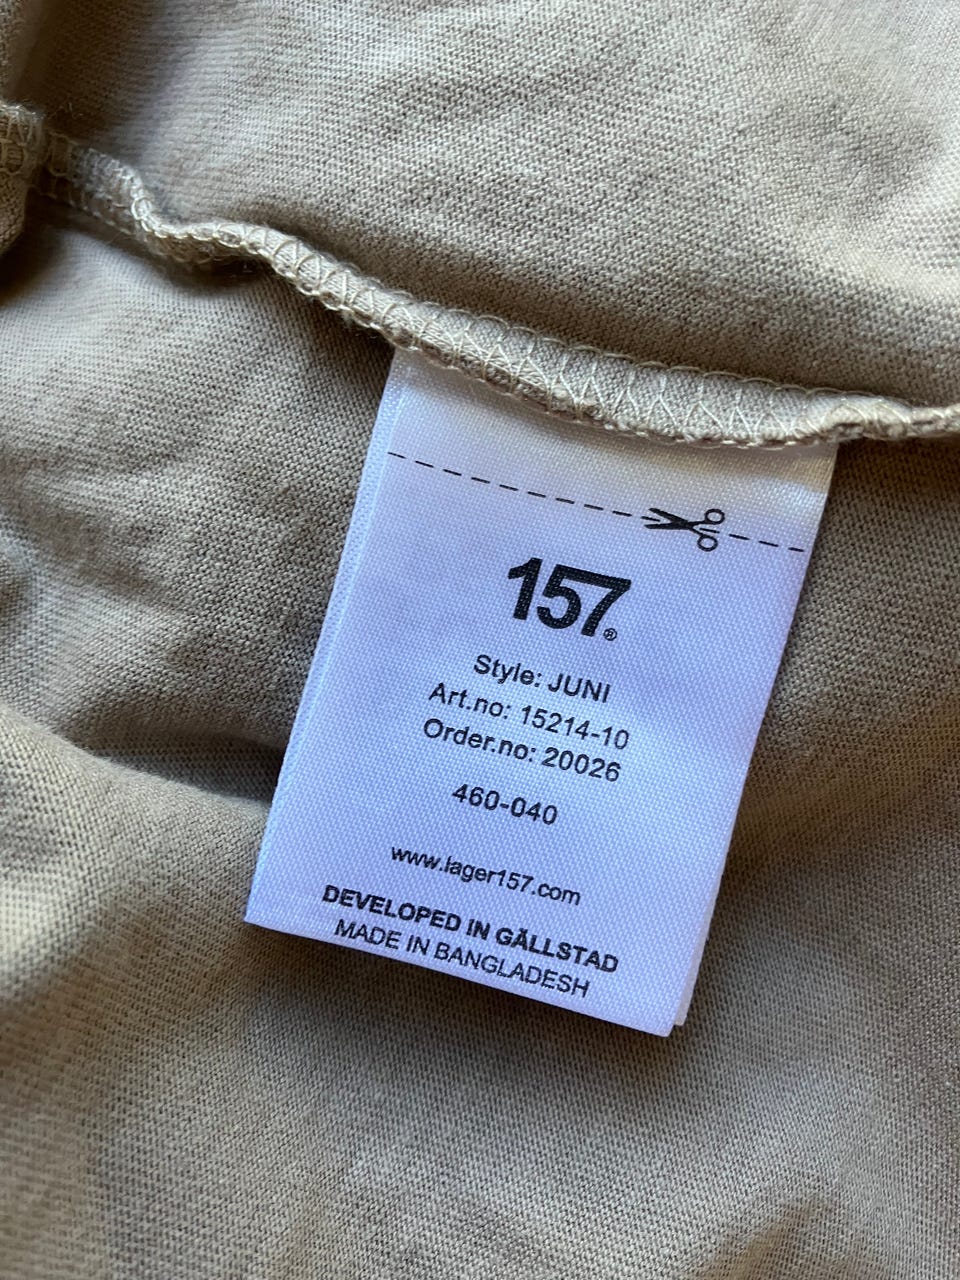 157®
Style: JUNI
Art.no: 15214-10
Order.no: 20026
460-040
www.lager157.com
DEVELOPED IN GÄLLSTAD
MADE IN BANGLADESH